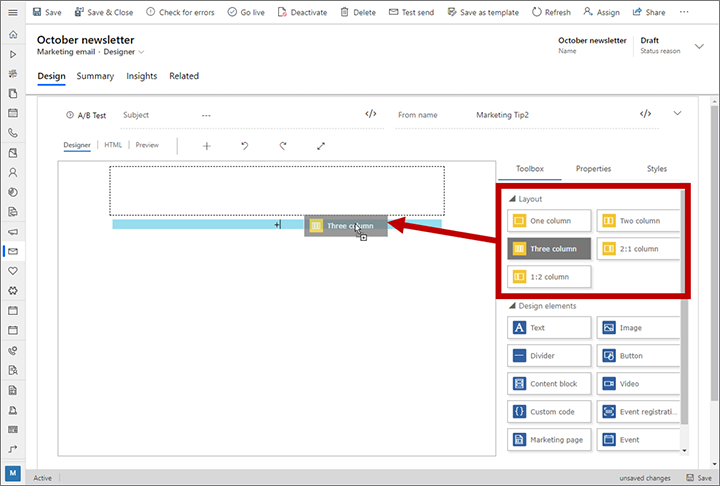 Save Save & Close Check for errors Go live Deactivate Delete Test send Save as template Refresh Assign Share ...
October newsletter
Marketing email · Designer
October newsletter Draft
Name Status reason
Design Summary Insights Related
A/B Test Subject --- </> From name Marketing Tip2 </>
Designer HTML Preview
Toolbox Properties Styles
Layout
One column Two column
Three column
Three column 2:1 column
1:2 column
Design elements
A Text Image
Divider Button
Content block Video
{} Custom code Event registrati...
Marketing page Event
M Active unsaved changes Save